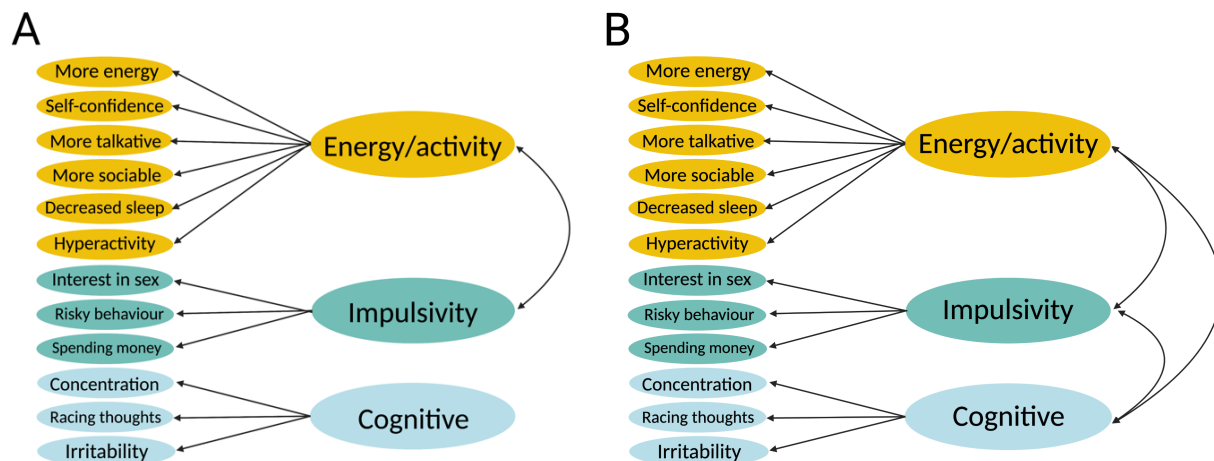 A
More energy
Self-confidence
More talkative
More sociable
Decreased sleep
Hyperactivity
Interest in sex
Risky behaviour
Spending money
Concentration
Racing thoughts
Irritability
Energy/activity
Impulsivity
Cognitive
B
More energy
Self-confidence
More talkative
More sociable
Decreased sleep
Hyperactivity
Interest in sex
Risky behaviour
Spending money
Concentration
Racing thoughts
Irritability
Energy/activity
Impulsivity
Cognitive